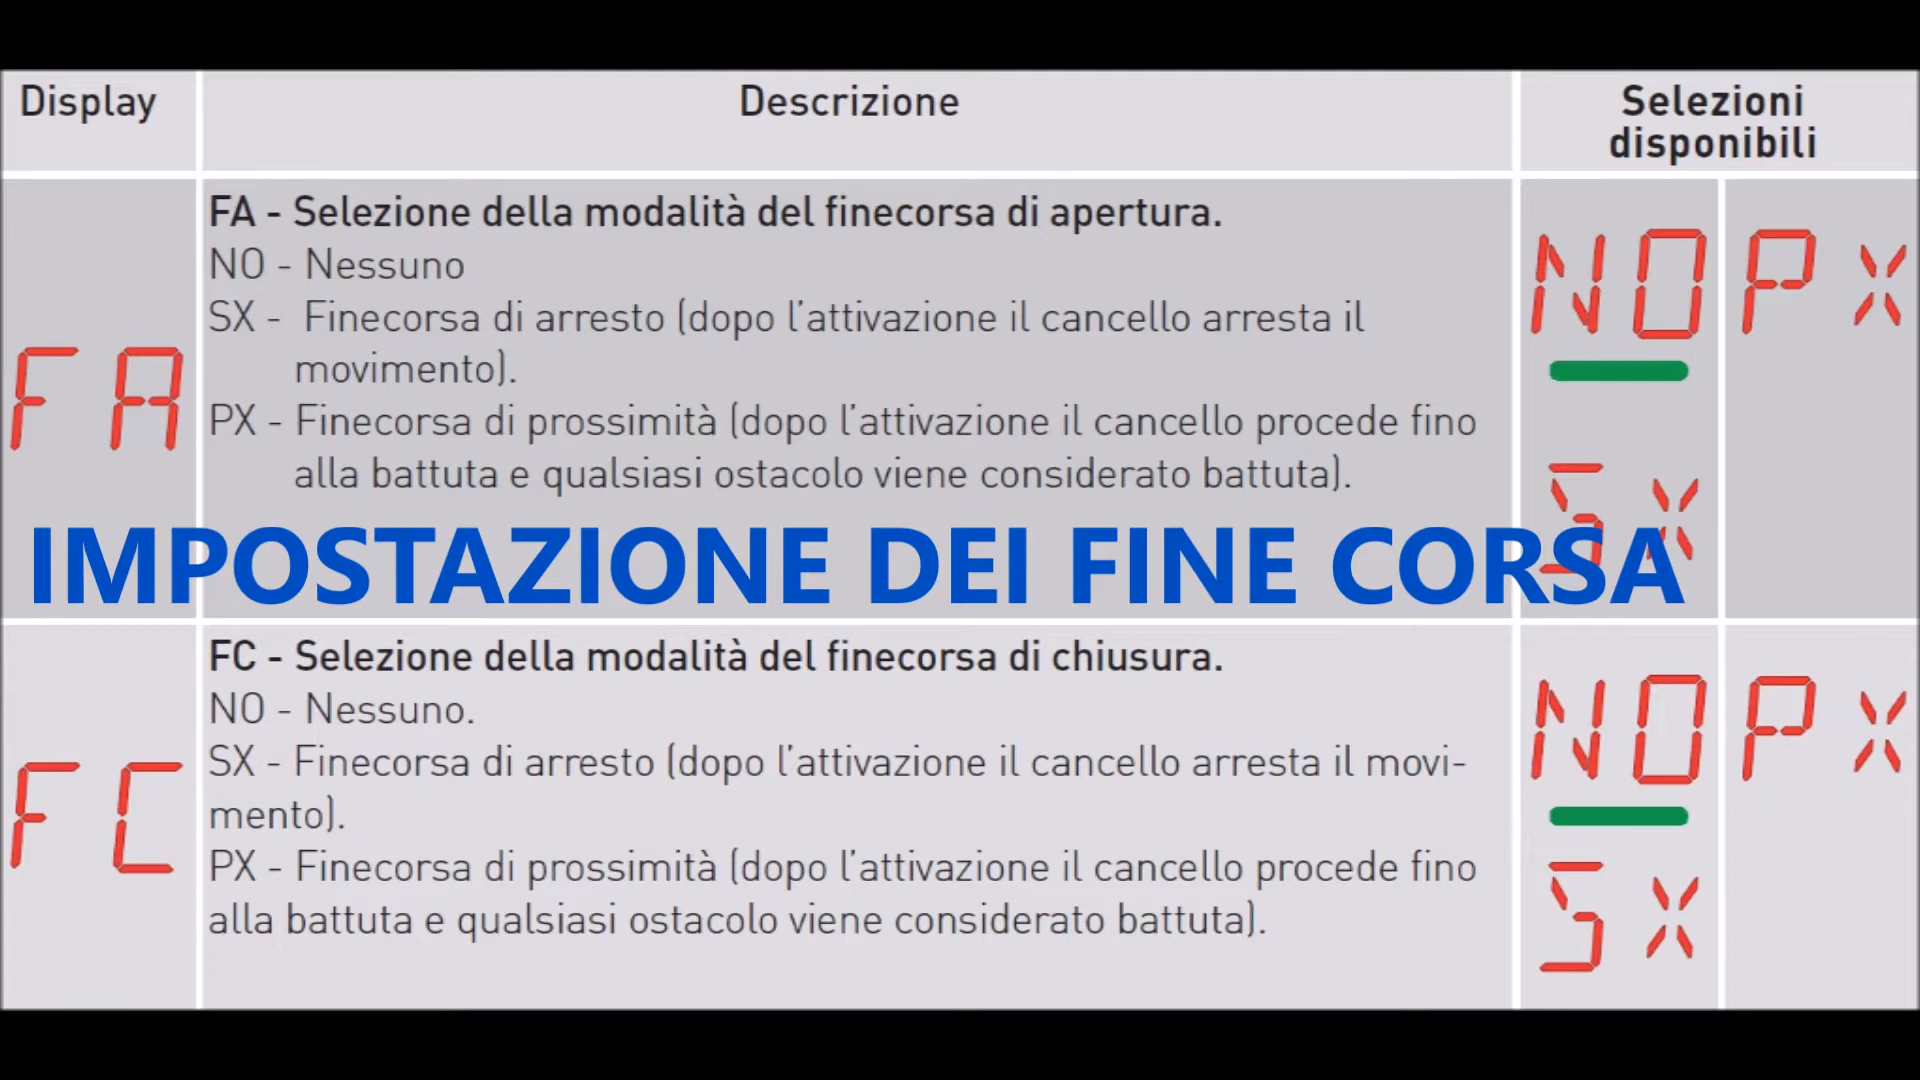 Display
Descrizione
Selezioni
disponibili
FA
FA - Selezione della modalità del finecorsa di apertura.
NO - Nessuno
SX - Finecorsa di arresto (dopo l'attivazione il cancello arresta il
movimento).
PX - Finecorsa di prossimità (dopo l'attivazione il cancello procede fino
alla battuta e qualsiasi ostacolo viene considerato battuta).
NO
PX
SX
IMPOSTAZIONE DEI FINE CORSA
FC
FC - Selezione della modalità del finecorsa di chiusura.
NO - Nessuno.
SX - Finecorsa di arresto (dopo l'attivazione il cancello arresta il movi-
mento).
PX - Finecorsa di prossimità (dopo l'attivazione il cancello procede fino
alla battuta e qualsiasi ostacolo viene considerato battuta).
NO
PX
SX